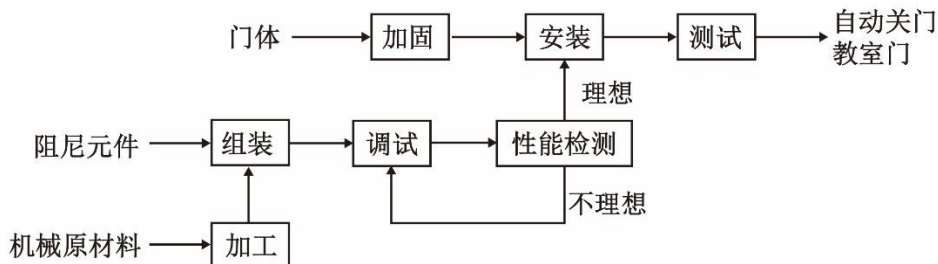 门体
加固
安装
测试
自动关门
教室门
理想
阻尼元件
组装
调试
性能检测
不理想
机械原材料
加工